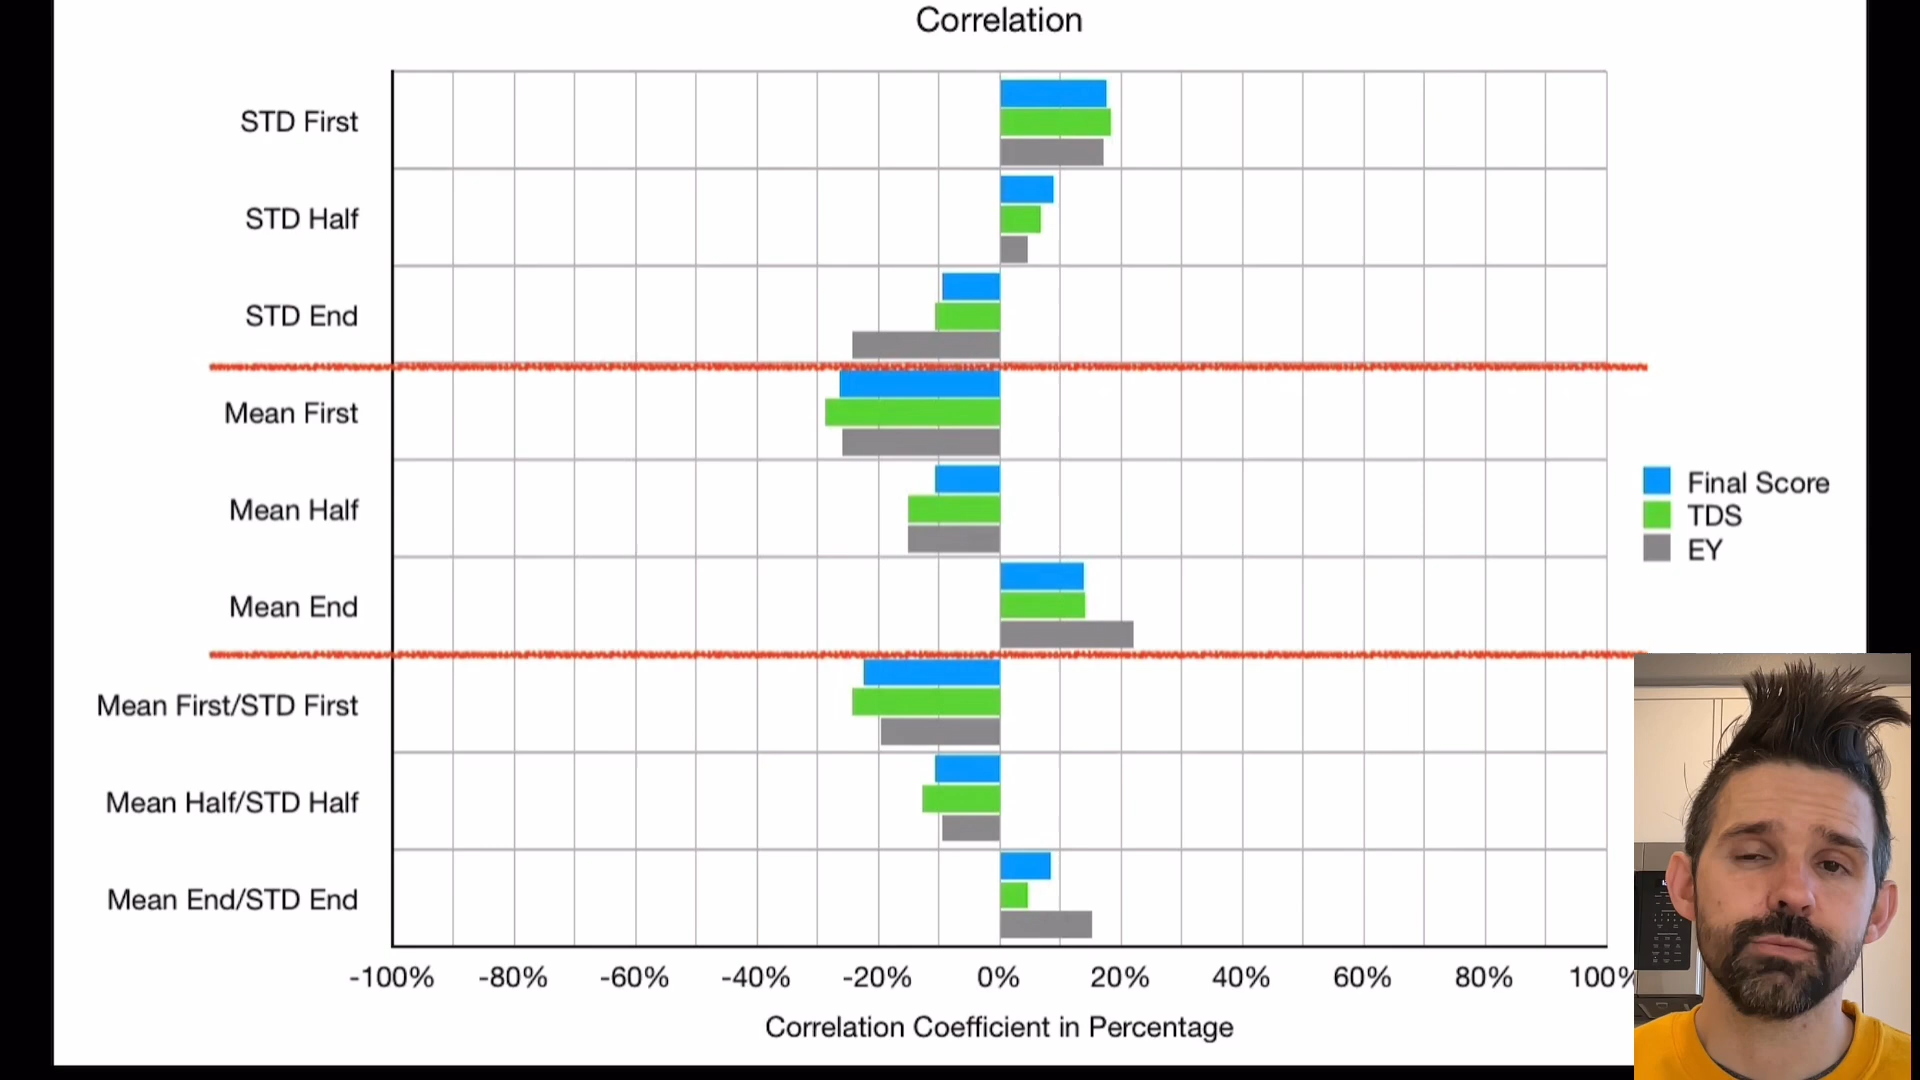 Correlation
STD First
STD Half
STD End
Mean First
Mean Half
Mean End
Mean First/STD First
Mean Half/STD Half
Mean End/STD End
Final Score
TDS
EY
-100% -80% -60% -40% -20% 0% 20% 40% 60% 80% 100%
Correlation Coefficient in Percentage